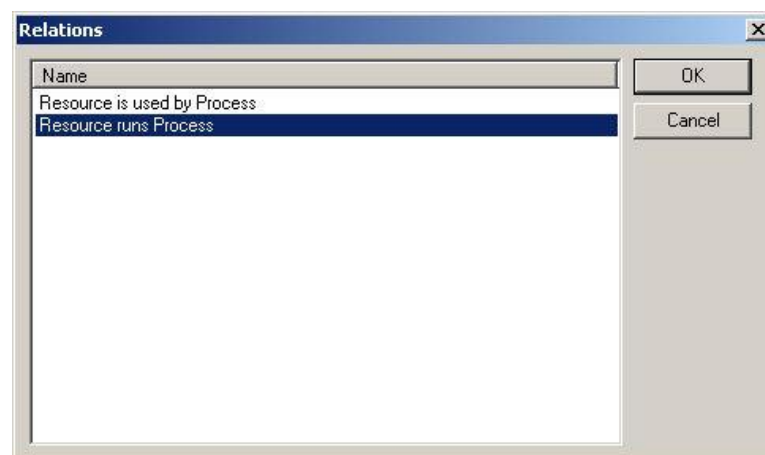 Relations
Name
OK
Resource is used by Process
Resource runs Process
Cancel